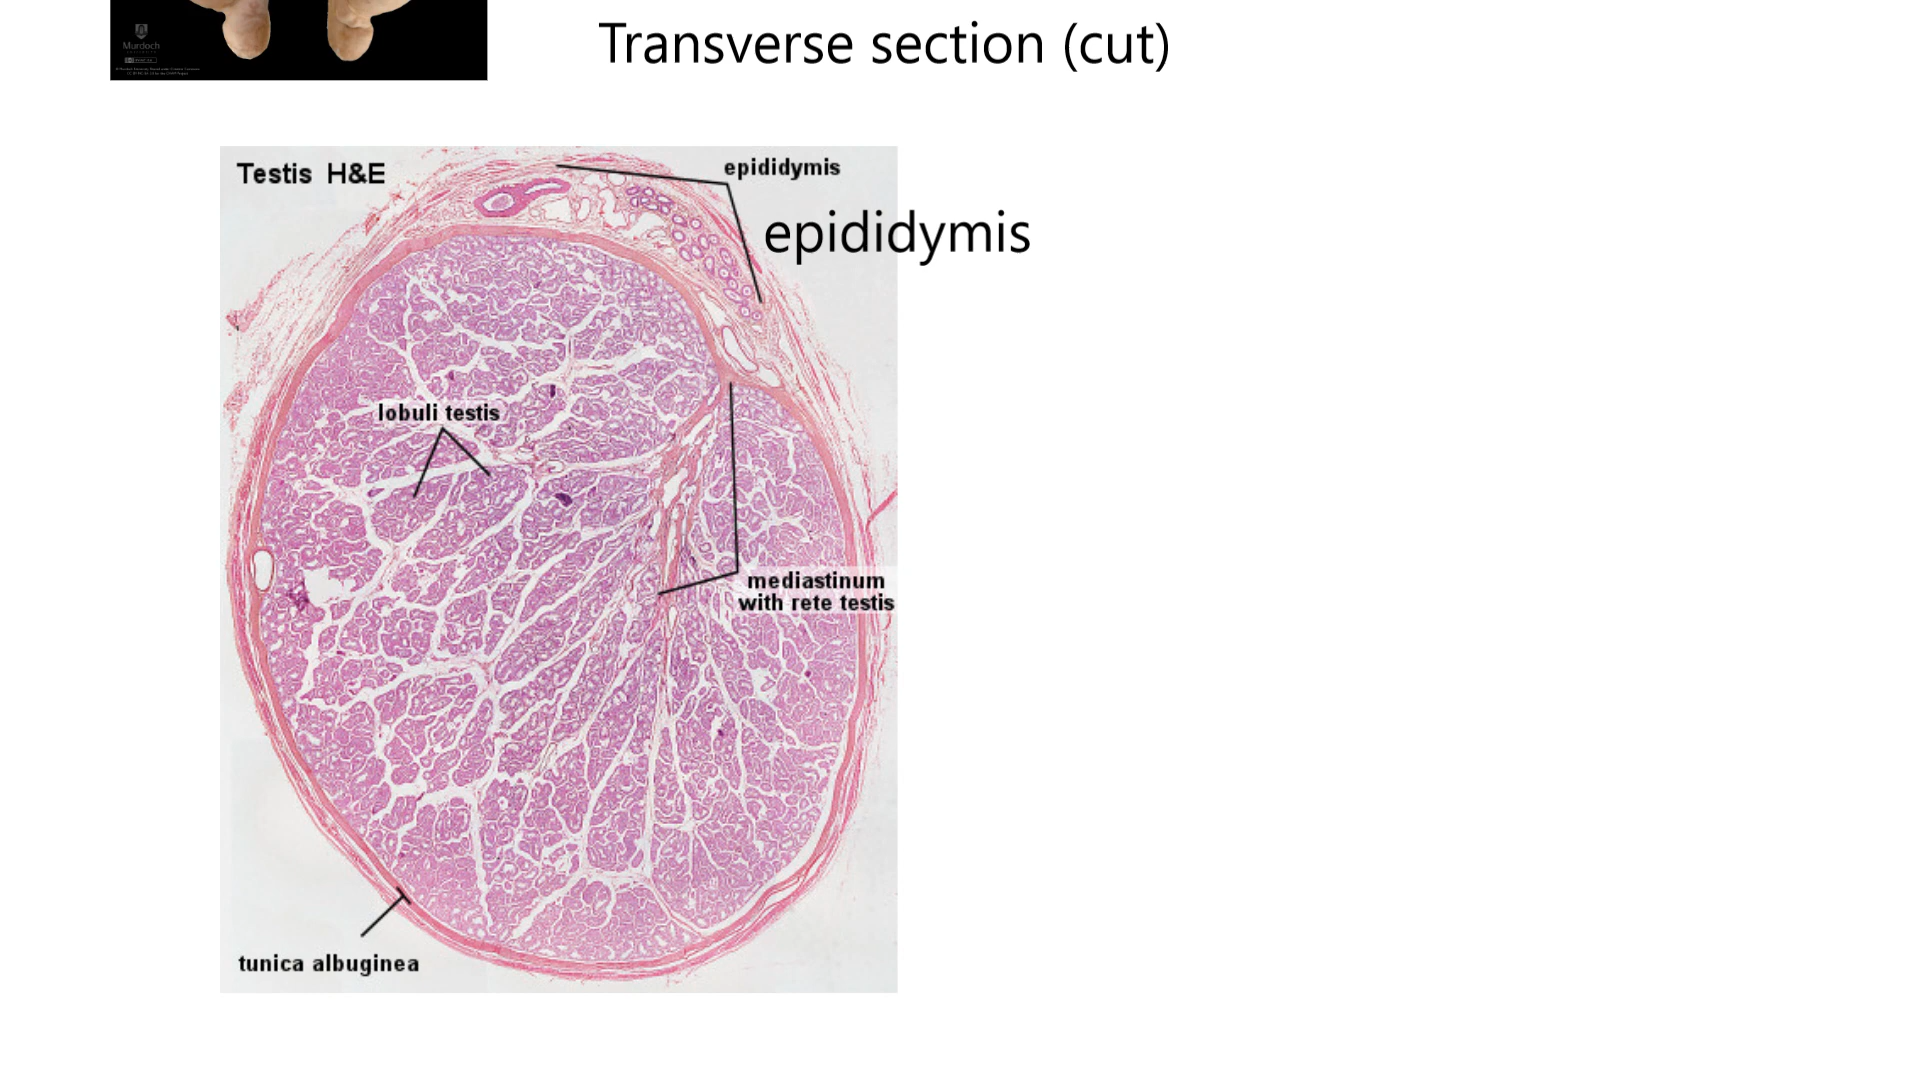 Murdoch
Transverse section (cut)
Testis H&E
epididymis
epididymis
lobuli testis
mediastinum
with rete testis
tunica albuginea